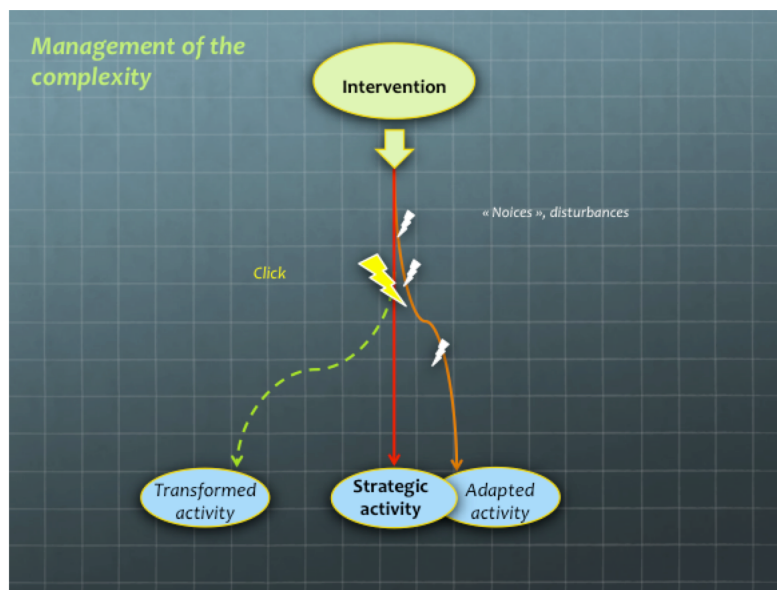 Management of the
complexity
Intervention
« Noices », disturbances
Click
Transformed
activity
Strategic
activity
Adapted
activity